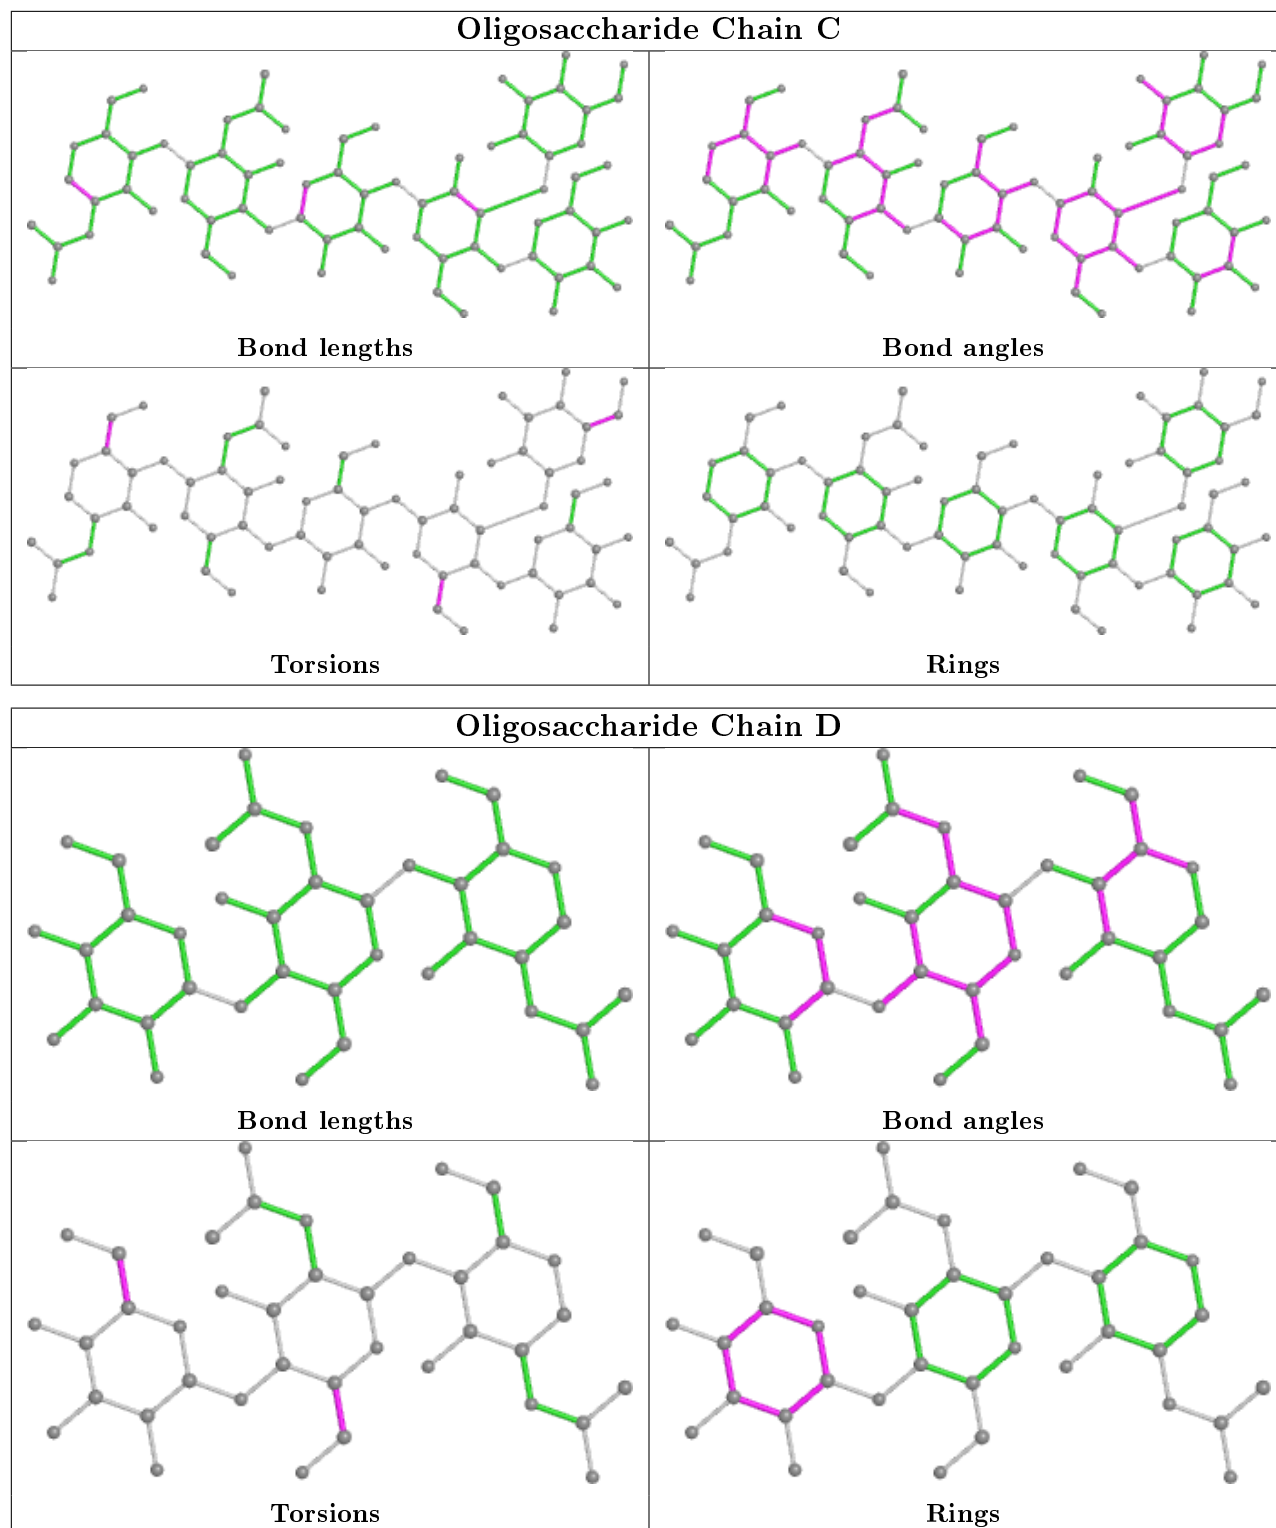 Oligosaccharide Chain C
Bond lengths
Bond angles
Torsions
Rings
Oligosaccharide Chain D
Bond lengths
Bond angles
Torsions
Rings